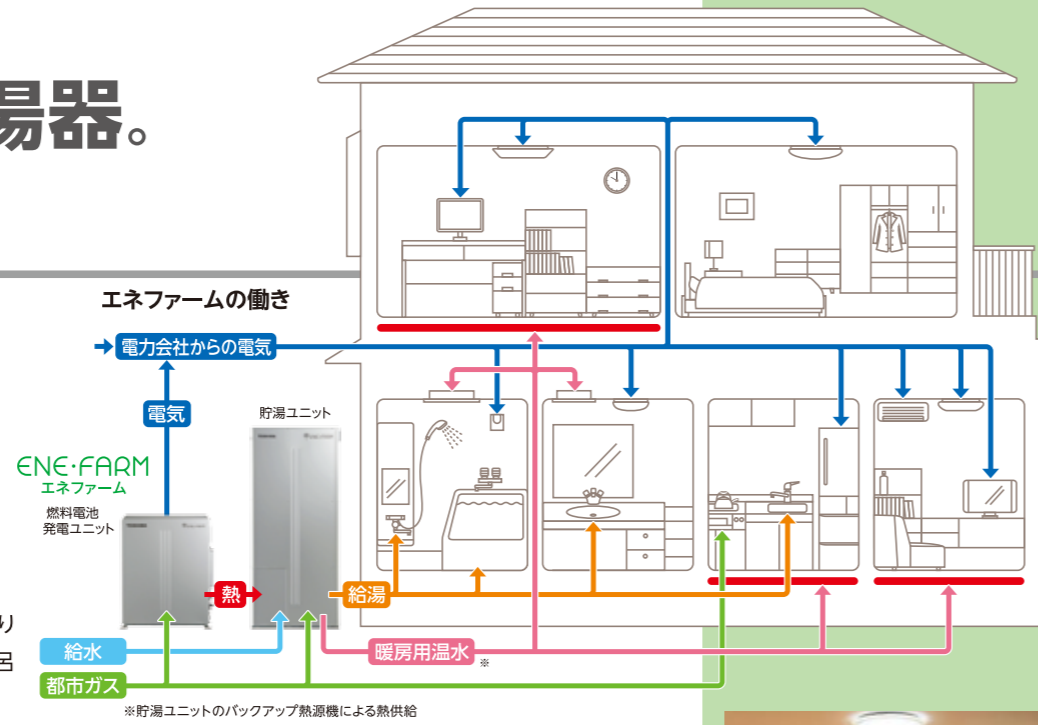 湯器。
エネファームの働き
電力会社からの電気
電気
貯湯ユニット
ENE・FARM
エネファーム
燃料電池
発電ユニット
熱
給湯
り
給水
暖房用温水 ※
呂
都市ガス
※貯湯ユニットのバックアップ熱源機による熱供給